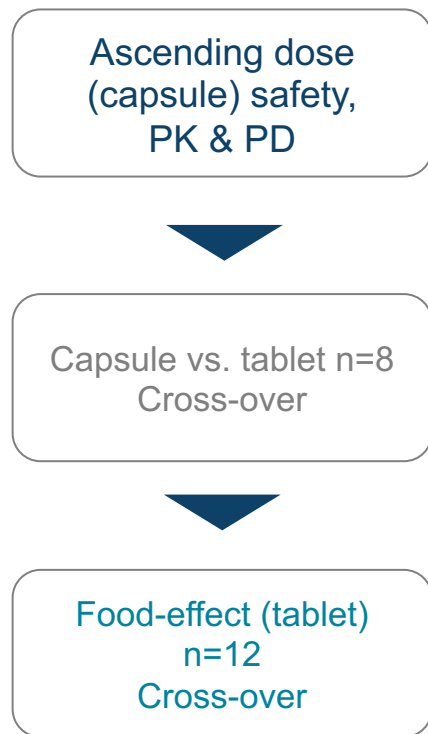 Ascending dose
(capsule) safety,
PK & PD
Capsule vs. tablet n=8
Cross-over
Food-effect (tablet)
n=12
Cross-over